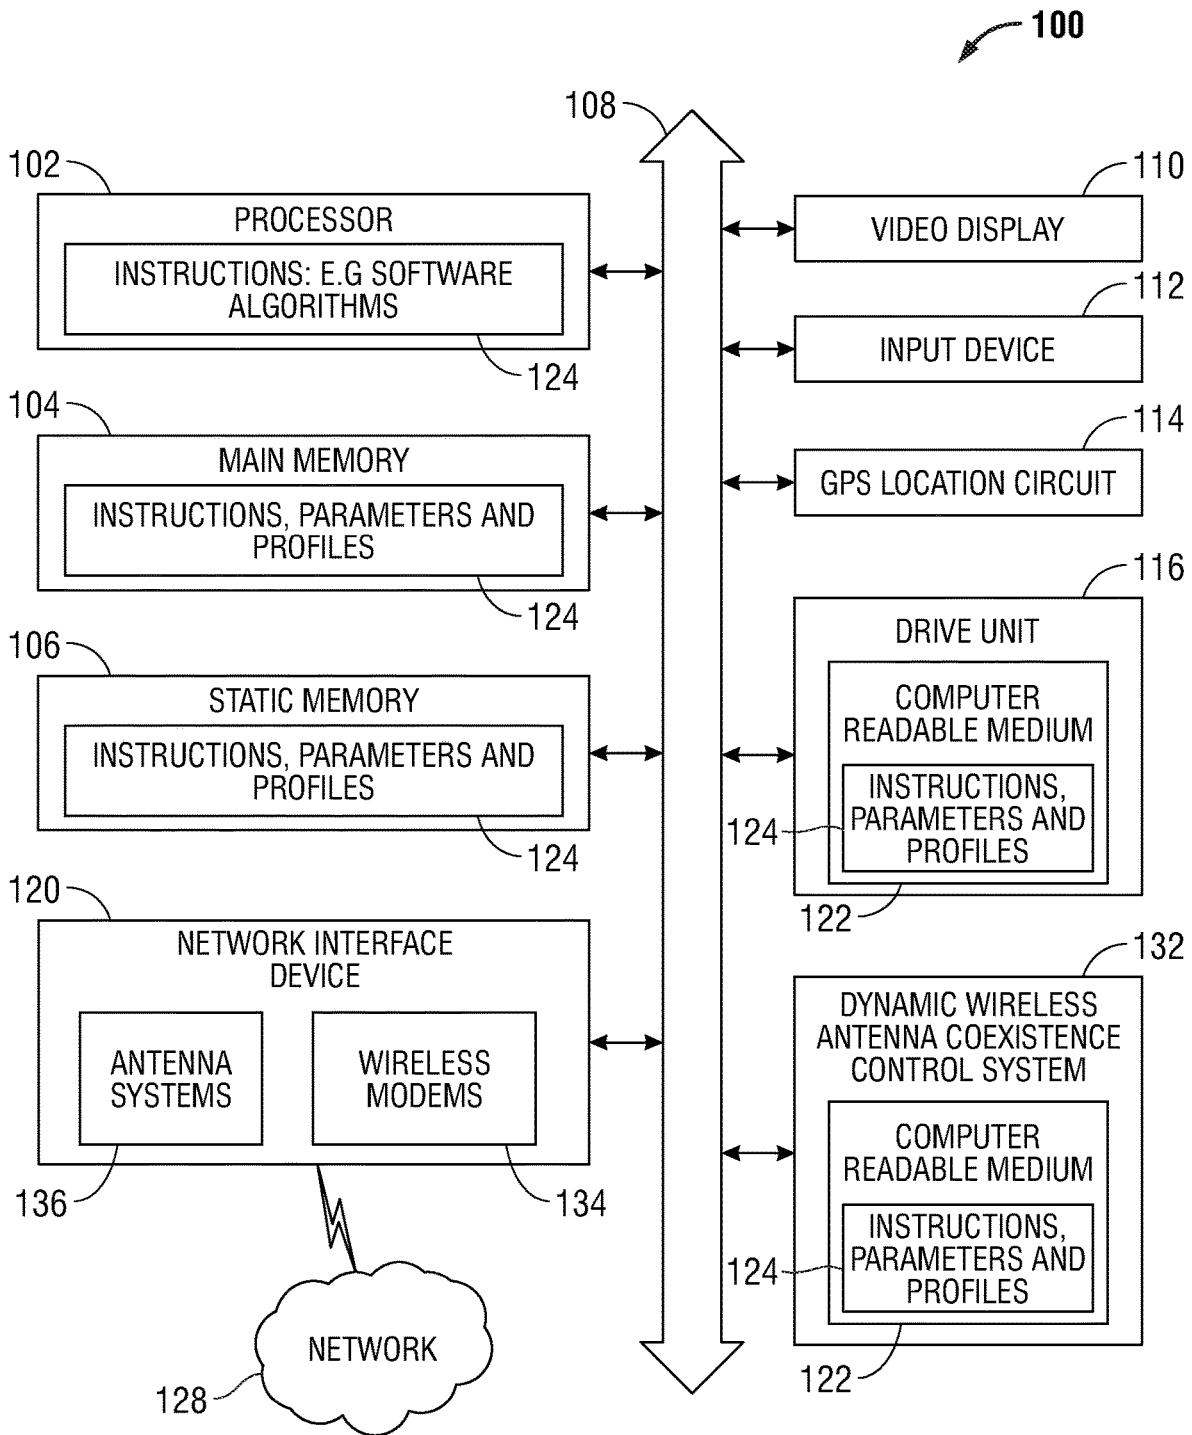 100
108
102
PROCESSOR
INSTRUCTIONS: E.G SOFTWARE
ALGORITHMS
124
104
MAIN MEMORY
INSTRUCTIONS, PARAMETERS AND
PROFILES
124
106
STATIC MEMORY
INSTRUCTIONS, PARAMETERS AND
PROFILES
124
120
NETWORK INTERFACE
DEVICE
ANTENNA
SYSTEMS
WIRELESS
MODEMS
136
134
NETWORK
128
110
VIDEO DISPLAY
112
INPUT DEVICE
114
GPS LOCATION CIRCUIT
116
DRIVE UNIT
COMPUTER
READABLE MEDIUM
INSTRUCTIONS,
PARAMETERS AND
PROFILES
124
122
132
DYNAMIC WIRELESS
ANTENNA COEXISTENCE
CONTROL SYSTEM
COMPUTER
READABLE MEDIUM
INSTRUCTIONS,
PARAMETERS AND
PROFILES
124
122